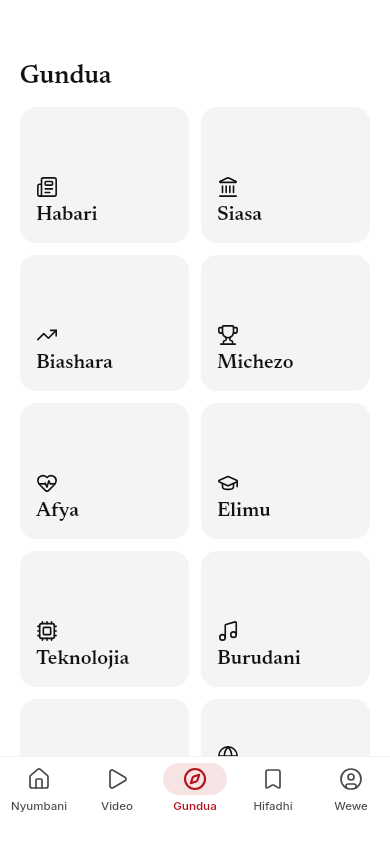 Gundua
Habari
Siasa
Biashara
Michezo
Afya
Elimu
Teknolojia
Burudani
Nyumbani
Video
Gundua
Hifadhi
Wewe